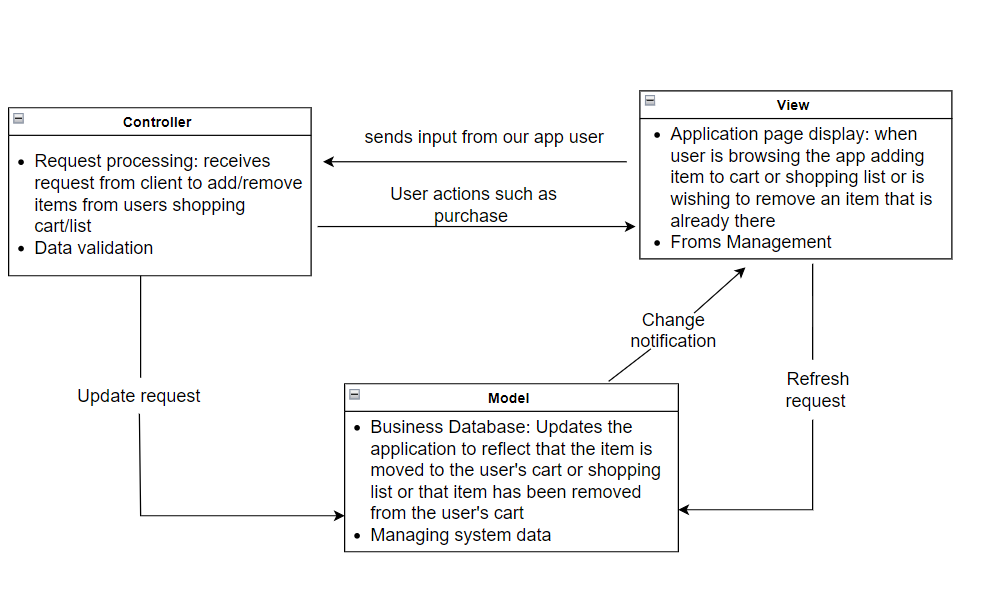 Controller
• Request processing: receives
request from client to add/remove
items from users shopping
cart/list
• Data validation
sends input from our app user
User actions such as
purchase
View
• Application page display: when
user is browsing the app adding
item to cart or shopping list or is
wishing to remove an item that is
already there
• Froms Management
Update request
Change
notification
Refresh
request
Model
• Business Database: Updates the
application to reflect that the item is
moved to the user's cart or shopping
list or that item has been removed
from the user's cart
• Managing system data